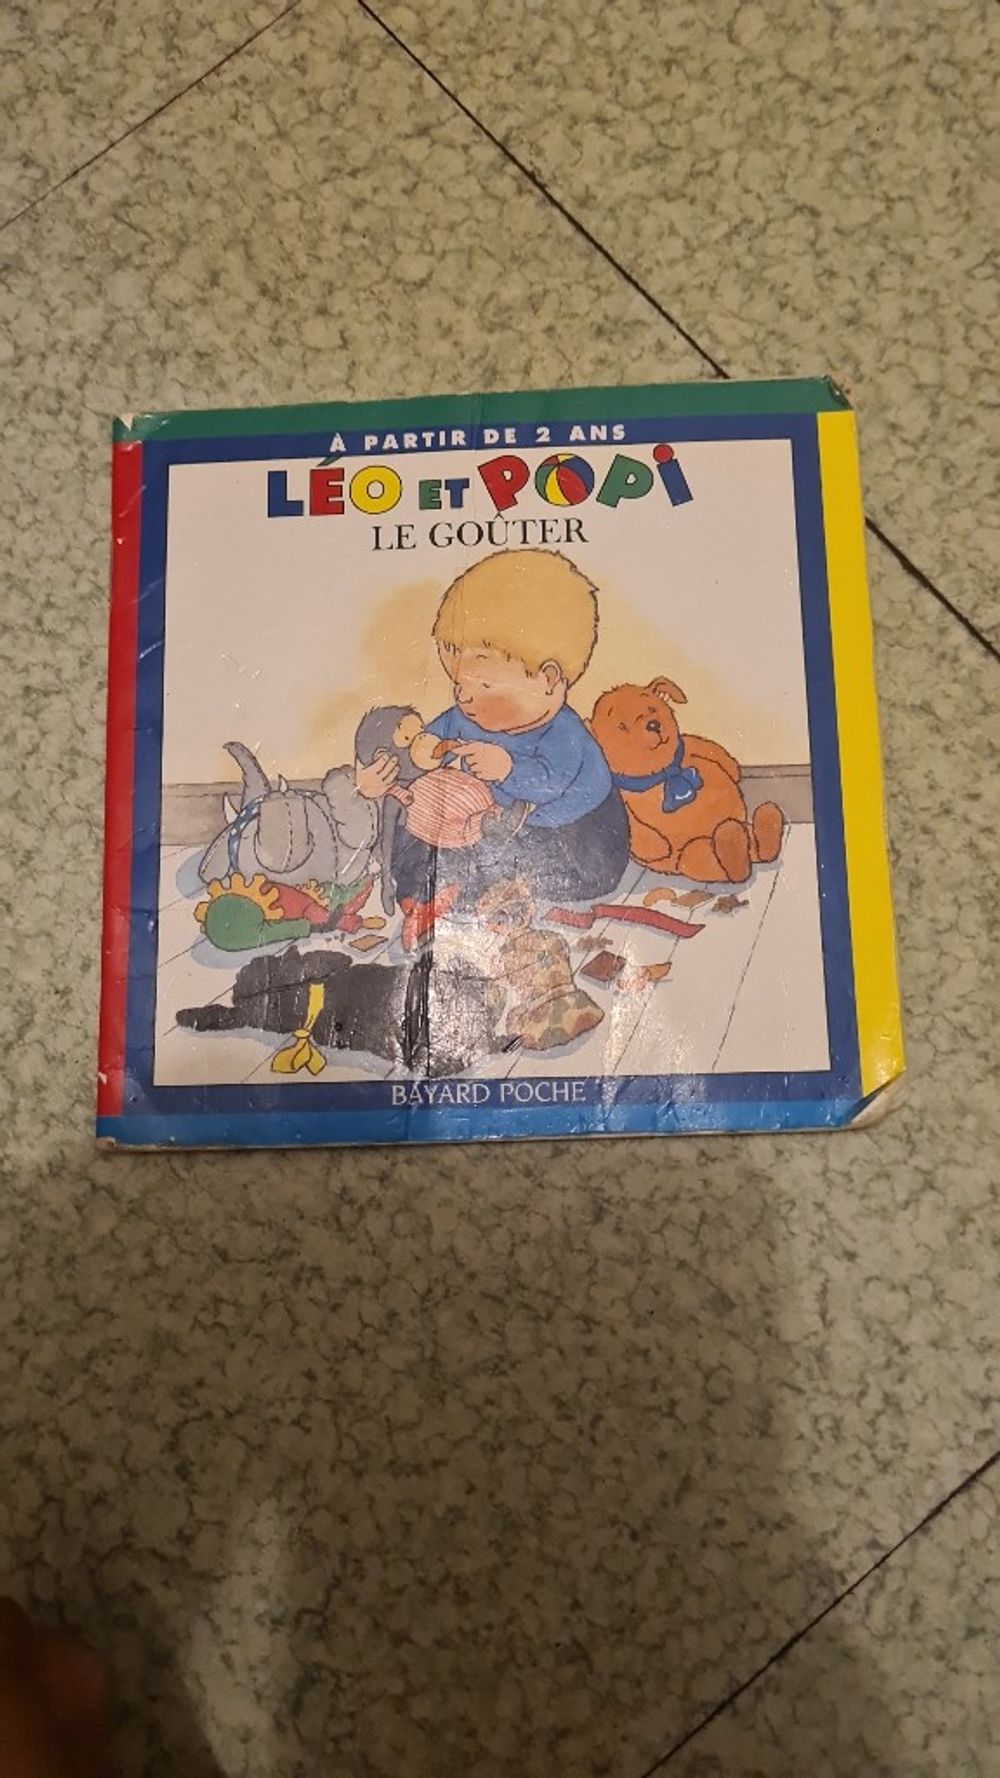 À PARTIR DE 2 ANS
LÉO ET POPI
LE GOÛTER
BAYARD POCHE